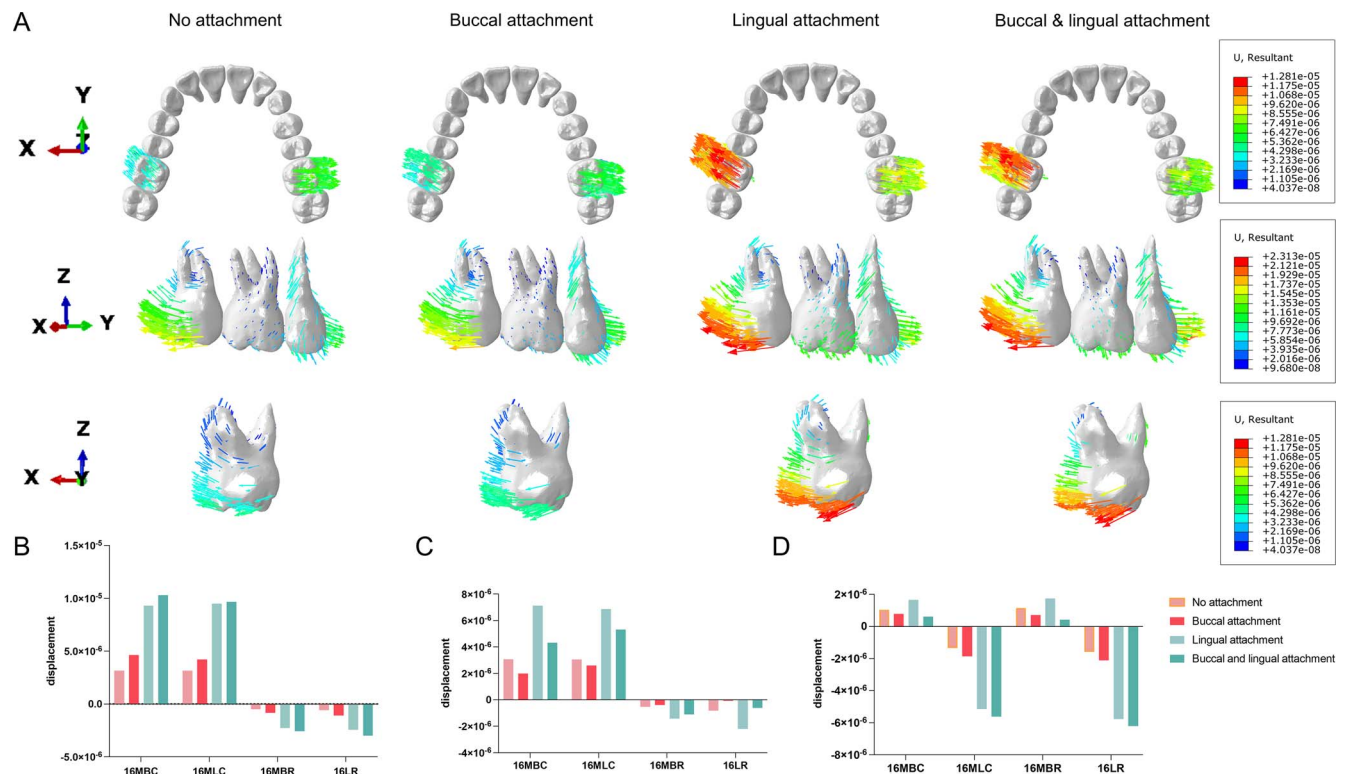 A
No attachment
Buccal attachment
Lingual attachment
Buccal & lingual attachment
Y
Z
X
U, Resultant
+1.281e-05
+1.175e-05
+1.068e-05
+9.620e-06
+8.555e-06
+7.491e-06
+6.427e-06
+5.362e-06
+4.298e-06
+3.233e-06
+2.169e-06
+1.105e-06
+4.037e-08
Z
X
Y
U, Resultant
+2.313e-05
+2.121e-05
+1.929e-05
+1.737e-05
+1.545e-05
+1.353e-05
+1.161e-05
+9.692e-06
+7.773e-06
+5.854e-06
+3.935e-06
+2.016e-06
+9.680e-08
Z
X
Y
U, Resultant
+1.281e-05
+1.175e-05
+1.068e-05
+9.620e-06
+8.555e-06
+7.491e-06
+6.427e-06
+5.362e-06
+4.298e-06
+3.233e-06
+2.169e-06
+1.105e-06
+4.037e-08
B
displacement
1.5×10⁻⁵
1.0×10⁻⁵
5.0×10⁻⁶
0.0
-5.0×10⁻⁶
16MBC
16MLC
16MBR
16LR
C
displacement
8×10⁻⁶
6×10⁻⁶
4×10⁻⁶
2×10⁻⁶
0
-2×10⁻⁶
-4×10⁻⁶
16MBC
16MLC
16MBR
16LR
D
displacement
2×10⁻⁶
0
-2×10⁻⁶
-4×10⁻⁶
-6×10⁻⁶
-8×10⁻⁶
16MBC
16MLC
16MBR
16LR
No attachment
Buccal attachment
Lingual attachment
Buccal and lingual attachment